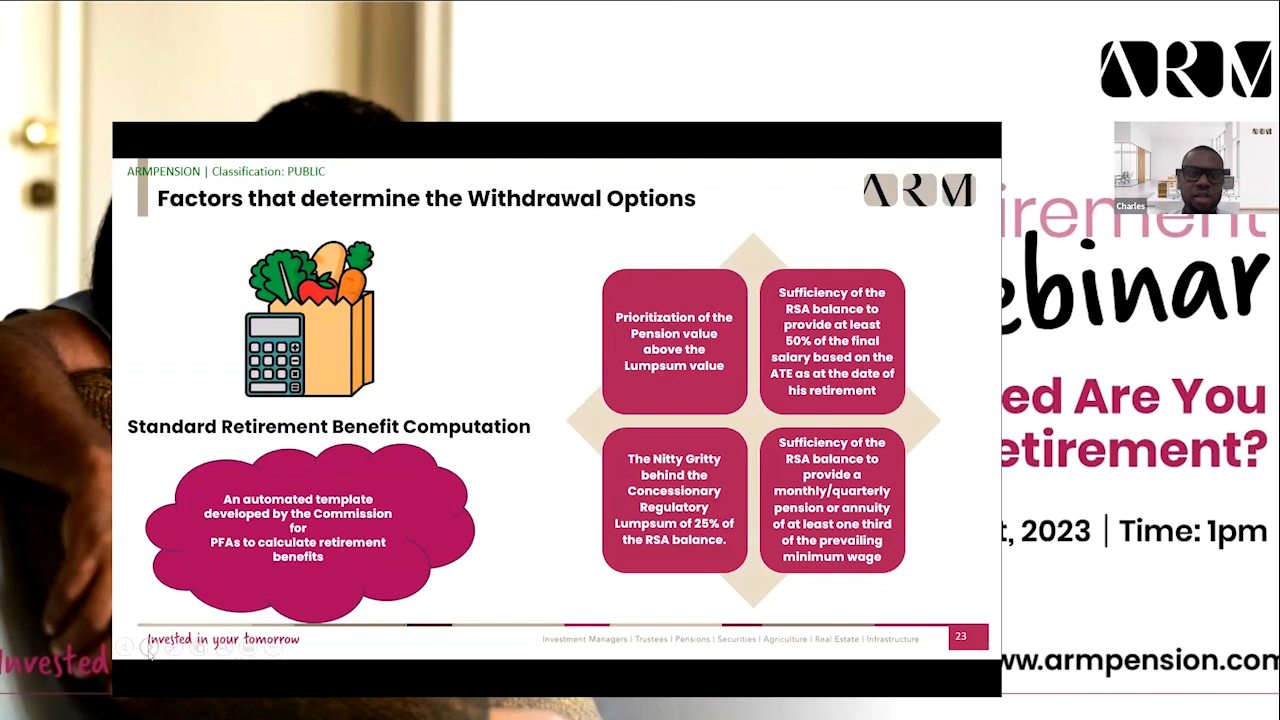 ARM
ARMPENSION | Classification: PUBLIC
Factors that determine the Withdrawal Options
ARM
Charles
irement
ebinar
Prioritization of the
Pension value
above the
Lumpsum value
Sufficiency of the
RSA balance to
provide at least
50% of the final
salary based on the
ATE as at the date of
his retirement
Standard Retirement Benefit Computation
An automated template
developed by the Commission
for
PFAs to calculate retirement
benefits
The Nitty Gritty
behind the
Concessionary
Regulatory
Lumpsum of 25% of
the RSA balance.
Sufficiency of the
RSA balance to
provide a
monthly/quarterly
pension or annuity
of at least one third
of the prevailing
minimum wage
ed Are You
etirement?
t, 2023 | Time: 1pm
Invested in your tomorrow
Investment Managers | Trustees | Pensions | Securities | Agriculture | Real Estate | Infrastructure
23
Invested
ww.armpension.com